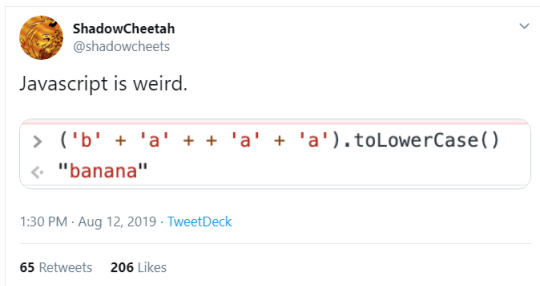 ShadowCheetah
@shadowcheets
Javascript is weird.
> ('b' + 'a' + + 'a' + 'a').toLowerCase()
<· "banana"
1:30 PM · Aug 12, 2019 · TweetDeck
65 Retweets 206 Likes